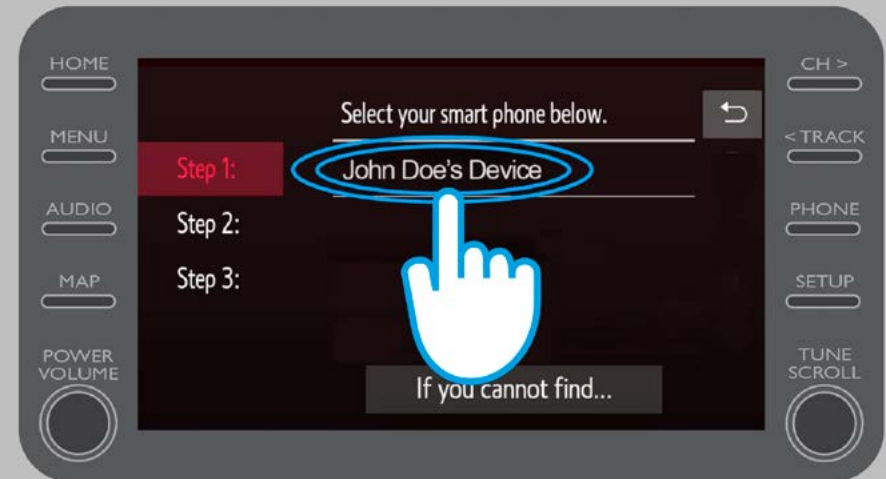 HOME
MENU
AUDIO
MAP
POWER
VOLUME
Select your smart phone below.
Step 1:
John Doe's Device
Step 2:
Step 3:
If you cannot find...
CH >
< TRACK
PHONE
SETUP
TUNE
SCROLL